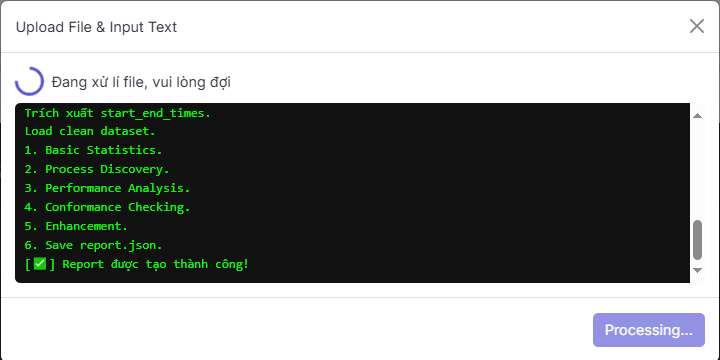 Upload File & Input Text
Đang xử lí file, vui lòng đợi
Trích xuất start_end_times.
Load clean dataset.
1. Basic Statistics.
2. Process Discovery.
3. Performance Analysis.
4. Conformance Checking.
5. Enhancement.
6. Save report.json.
[✅] Report được tạo thành công!
Processing...